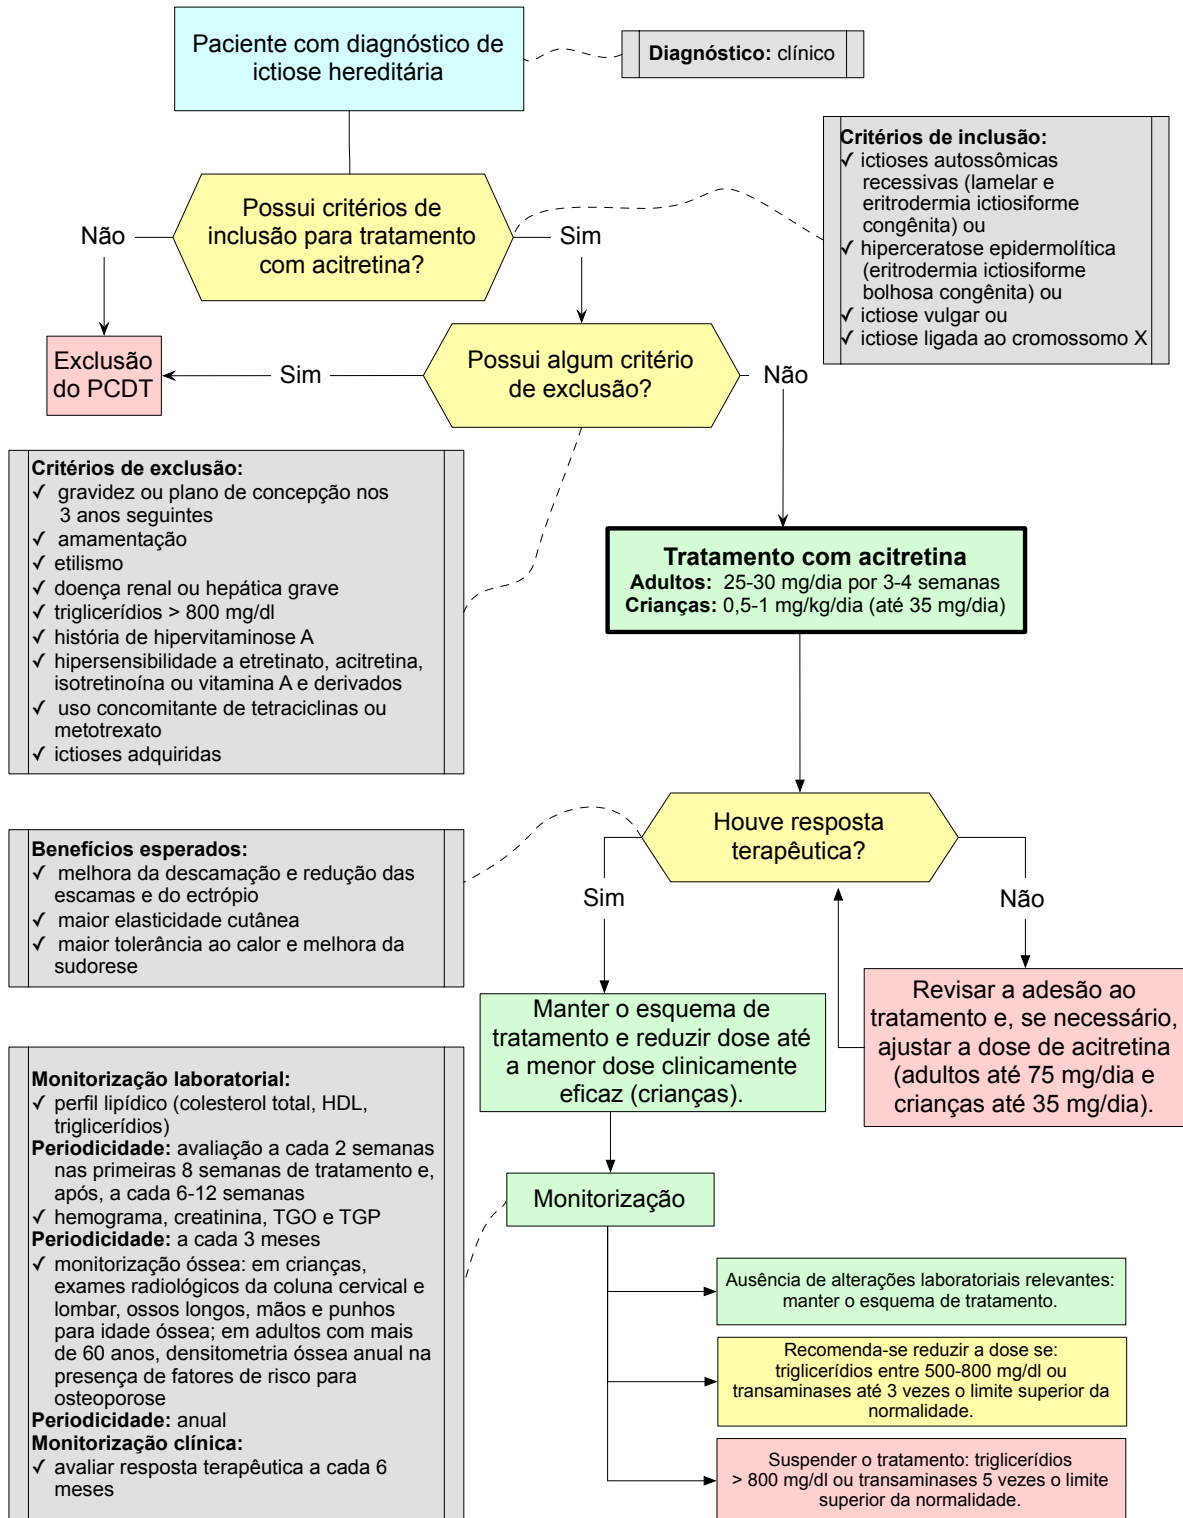 Paciente com diagnóstico de
ictiose hereditária
Diagnóstico: clínico
Critérios de inclusão:
✓ ictioses autossômicas
recessivas (lamelar e
eritrodermia ictiosiforme
congênita) ou
✓ hiperceratose epidermolítica
(eritrodermia ictiosiforme
bolhosa congênita) ou
✓ ictiose vulgar ou
✓ ictiose ligada ao cromossomo X
Possui critérios de
inclusão para tratamento
com acitretina?
Não
Sim
Exclusão
do PCDT
Sim
Possui algum critério
de exclusão?
Não
Critérios de exclusão:
✓ gravidez ou plano de concepção nos
3 anos seguintes
✓ amamentação
✓ etilismo
✓ doença renal ou hepática grave
✓ triglicerídios > 800 mg/dl
✓ história de hipervitaminose A
✓ hipersensibilidade a etretinato, acitretina,
isotretinoína ou vitamina A e derivados
✓ uso concomitante de tetraciclinas ou
metotrexato
✓ ictioses adquiridas
Tratamento com acitretina
Adultos: 25-30 mg/dia por 3-4 semanas
Crianças: 0,5-1 mg/kg/dia (até 35 mg/dia)
Houve resposta
terapêutica?
Sim
Não
Benefícios esperados:
✓ melhora da descamação e redução das
escamas e do ectrópio
✓ maior elasticidade cutânea
✓ maior tolerância ao calor e melhora da
sudorese
Manter o esquema de
tratamento e reduzir dose até
a menor dose clinicamente
eficaz (crianças).
Revisar a adesão ao
tratamento e, se necessário,
ajustar a dose de acitretina
(adultos até 75 mg/dia e
crianças até 35 mg/dia).
Monitorização laboratorial:
✓ perfil lipídico (colesterol total, HDL,
triglicerídios)
Periodicidade: avaliação a cada 2 semanas
nas primeiras 8 semanas de tratamento e,
após, a cada 6-12 semanas
✓ hemograma, creatinina, TGO e TGP
Periodicidade: a cada 3 meses
✓ monitorização óssea: em crianças,
exames radiológicos da coluna cervical e
lombar, ossos longos, mãos e punhos
para idade óssea; em adultos com mais
de 60 anos, densitometria óssea anual na
presença de fatores de risco para
osteoporose
Periodicidade: anual
Monitorização clínica:
✓ avaliar resposta terapêutica a cada 6
meses
Monitorização
Ausência de alterações laboratoriais relevantes:
manter o esquema de tratamento.
Recomenda-se reduzir a dose se:
triglicerídios entre 500-800 mg/dl ou
transaminases até 3 vezes o limite superior da
normalidade.
Suspender o tratamento: triglicerídios
> 800 mg/dl ou transaminases 5 vezes o limite
superior da normalidade.